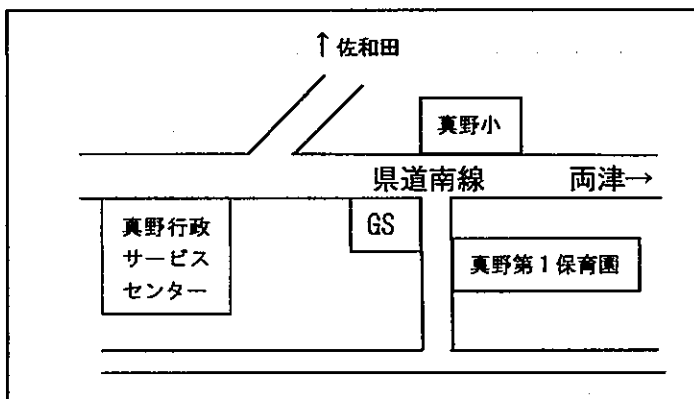 ↑佐和田
真野小
県道南線
両津→
真野行政
サービス
センター
GS
真野第１保育園